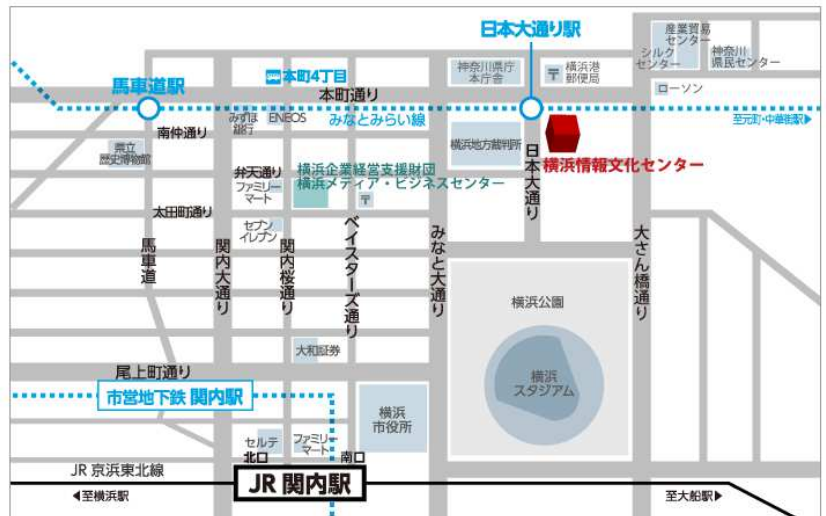 日本大通り駅
産業貿易
センター
シルク
センター
神奈川
県民センター
馬車道駅
本町4丁目
神奈川県庁
本庁舎
〒
横浜港
郵便局
ローソン
本町通り
みずほ
銀行
ENEOS
みなとみらい線
至元町・中華街駅▶
南仲通り
県立
歴史博物館
横浜地方裁判所
日本大通り
横浜情報文化センター
弁天通り
ファミリー
マート
横浜企業経営支援財団
横浜メディア・ビジネスセンター
〒
太田町通り
セブン
イレブン
馬車道
関内大通り
関内桜通り
ベイスターズ通り
みなと大通り
大さん橋通り
横浜公園
大和証券
横浜
スタジアム
尾上町通り
市営地下鉄 関内駅
横浜
市役所
セルテ
ファミリー
マート
北口
南口
JR 京浜東北線
JR 関内駅
◀至横浜駅
至大船駅▶